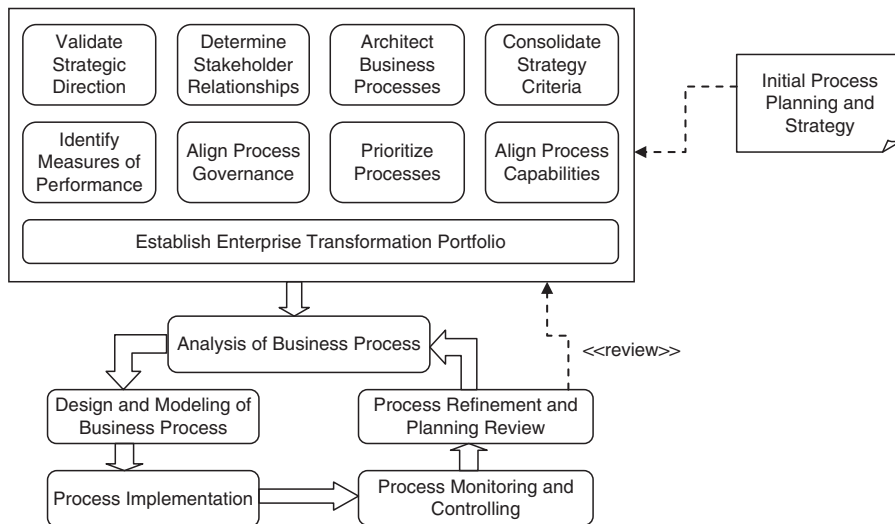 Validate
Strategic
Direction
Determine
Stakeholder
Relationships
Architect
Business
Processes
Consolidate
Strategy
Criteria
Initial Process
Planning and
Strategy
Identify
Measures of
Performance
Align Process
Governance
Prioritize
Processes
Align Process
Capabilities
Establish Enterprise Transformation Portfolio
Analysis of Business Process
<<review>>
Design and Modeling of
Business Process
Process Refinement and
Planning Review
Process Implementation
Process Monitoring and
Controlling